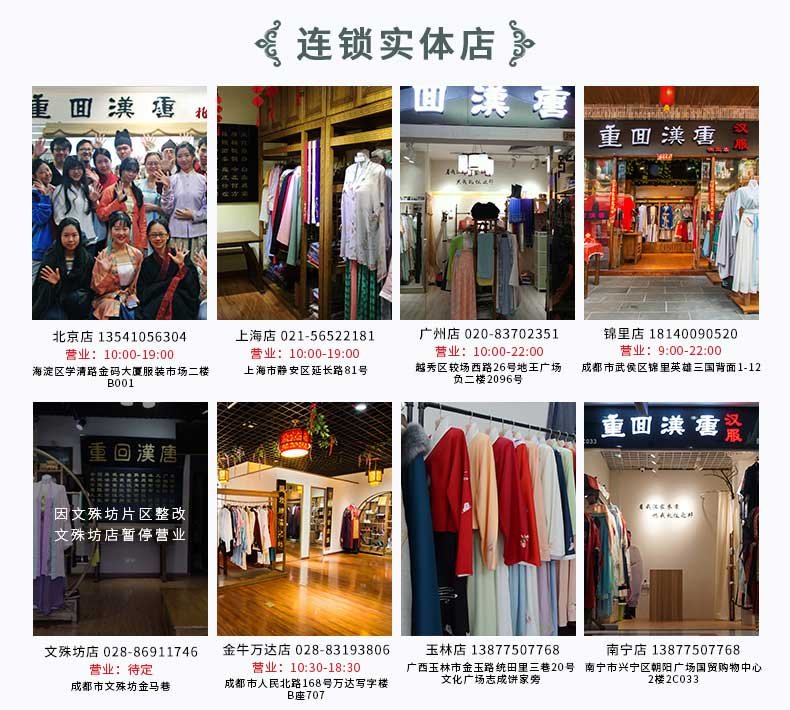 连锁实体店
重回漢唐 北
北京店 13541056304
营业：10:00-19:00
海淀区学清路金码大厦服装市场二楼
B001
上海店 021-56522181
营业：10:00-19:00
上海市静安区延长路81号
回漢唐
广州店 020-83702351
营业：10:00-22:00
越秀区较场西路26号地王广场
负二楼2096号
重回漢唐 汉服
锦里店 18140090520
营业：9:00-22:00
成都市武侯区锦里英雄三国背面1-12
重回漢唐
因文殊坊片区整改
文殊坊店暂停营业
文殊坊店 028-86911746
营业：待定
成都市文殊坊金马巷
金牛万达店 028-83193806
营业：10:30-18:30
成都市人民北路168号万达写字楼
B座707
玉林店 13877507768
广西玉林市金玉路统田里三巷20号
文化广场志成饼家旁
重回漢唐 汉服
2C033
南宁店 13877507768
南宁市兴宁区朝阳广场国贸购物中心
2楼2C033